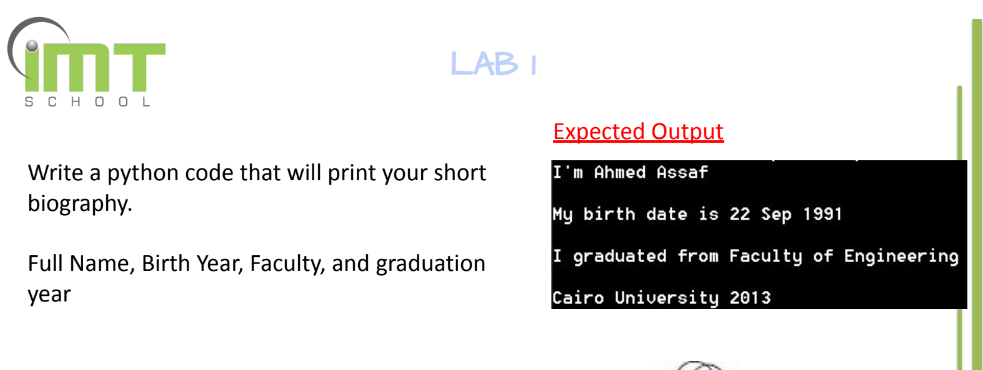 iMT
SCHOOL
LAB 1
Expected Output
Write a python code that will print your short
biography.
Full Name, Birth Year, Faculty, and graduation
year
I'm Ahmed Assaf
My birth date is 22 Sep 1991
I graduated from Faculty of Engineering
Cairo University 2013